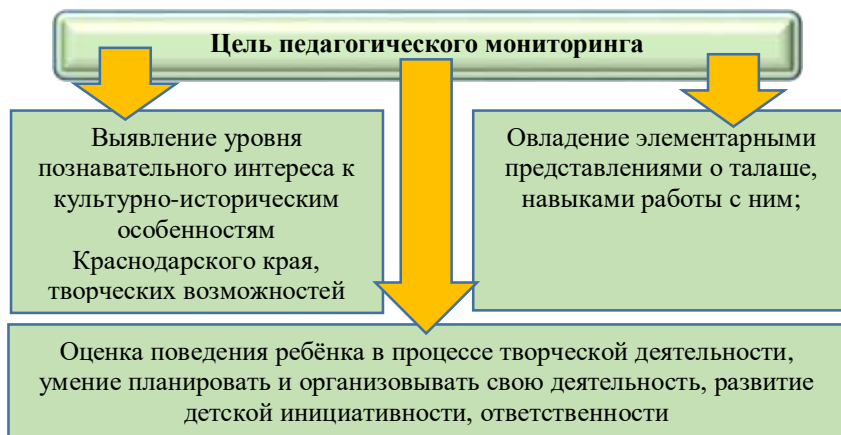 Цель педагогического мониторинга
Выявление уровня
познавательного интереса к
культурно-историческим
особенностям
Краснодарского края,
творческих возможностей
Овладение элементарными
представлениями о талаше,
навыками работы с ним;
Оценка поведения ребёнка в процессе творческой деятельности,
умение планировать и организовывать свою деятельность, развитие
детской инициативности, ответственности